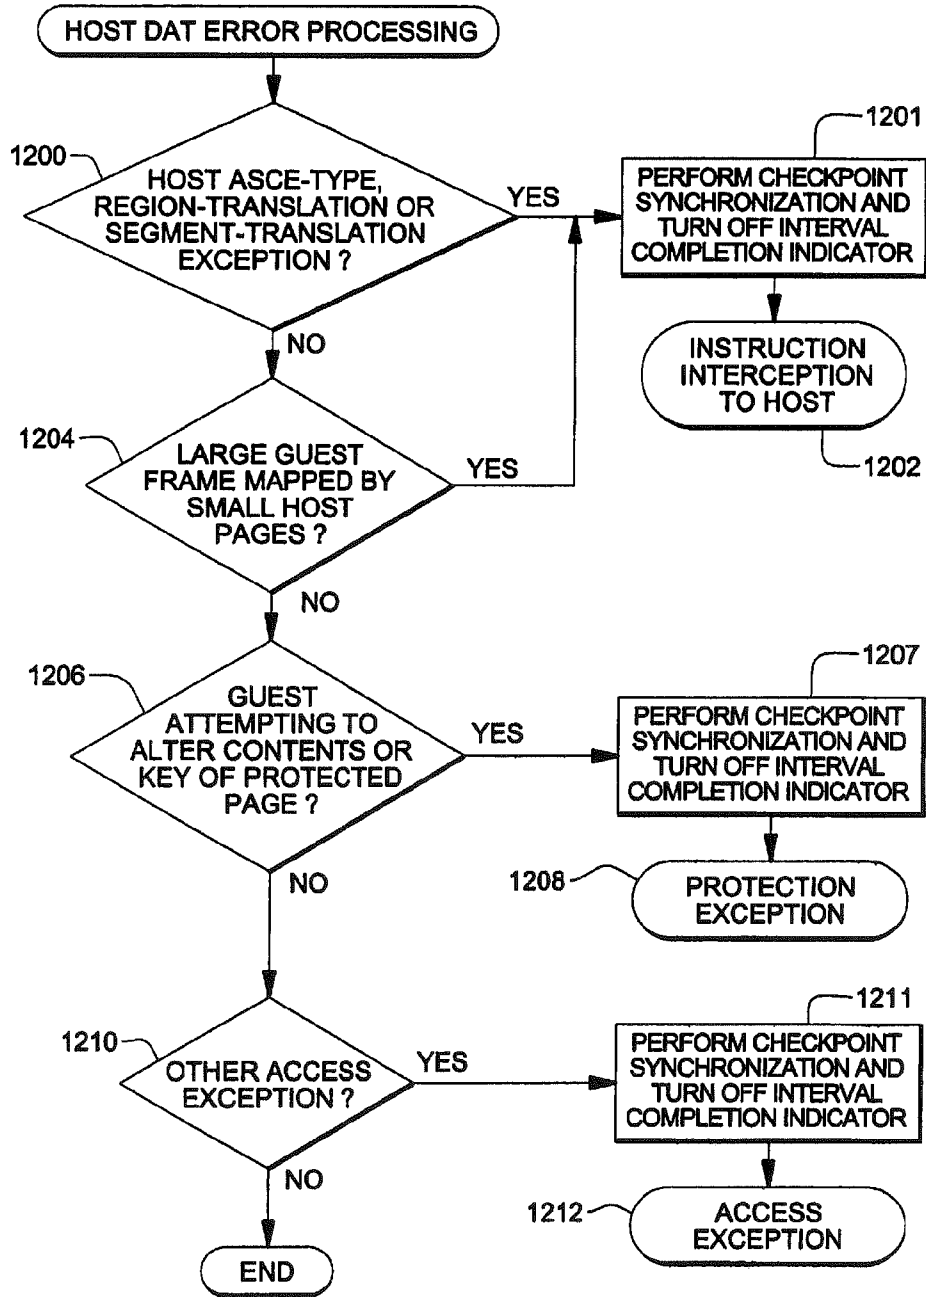 HOST DAT ERROR PROCESSING
1200
HOST ASCE-TYPE,
REGION-TRANSLATION OR
SEGMENT-TRANSLATION
EXCEPTION ?
YES
NO
1201
PERFORM CHECKPOINT
SYNCHRONIZATION AND
TURN OFF INTERVAL
COMPLETION INDICATOR
INSTRUCTION
INTERCEPTION
TO HOST
1202
1204
LARGE GUEST
FRAME MAPPED BY
SMALL HOST
PAGES ?
YES
NO
1206
GUEST
ATTEMPTING TO
ALTER CONTENTS OR
KEY OF PROTECTED
PAGE ?
YES
NO
1207
PERFORM CHECKPOINT
SYNCHRONIZATION AND
TURN OFF INTERVAL
COMPLETION INDICATOR
1208
PROTECTION
EXCEPTION
1210
OTHER ACCESS
EXCEPTION ?
YES
NO
1211
PERFORM CHECKPOINT
SYNCHRONIZATION AND
TURN OFF INTERVAL
COMPLETION INDICATOR
1212
ACCESS
EXCEPTION
END